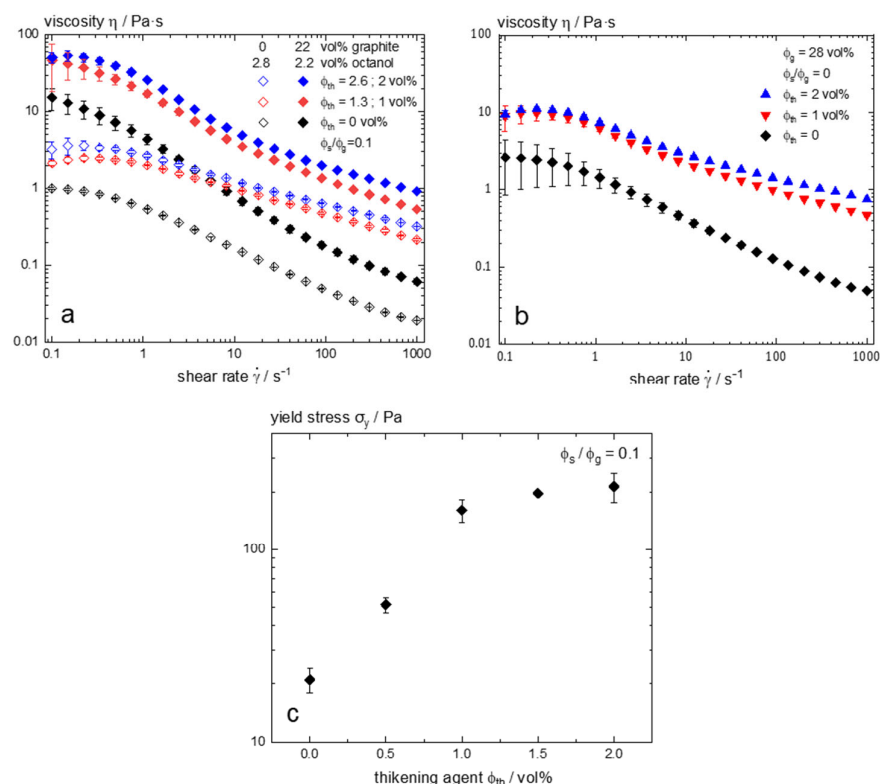 viscosity η / Pa·s
100
10
1
0.1
0.01
0 22 vol% graphite
2.8 2.2 vol% octanol
ϕth = 2.6 ; 2 vol%
ϕth = 1.3 ; 1 vol%
ϕth = 0 vol%
ϕs/ϕg=0.1
a
0.1 1 10 100 1000
shear rate γ̇ / s⁻¹
viscosity η / Pa·s
100
10
1
0.1
0.01
ϕg = 28 vol%
ϕs/ϕg = 0
ϕth = 2 vol%
ϕth = 1 vol%
ϕth = 0
b
0.1 1 10 100 1000
shear rate γ̇ / s⁻¹
yield stress σy / Pa
ϕs / ϕg = 0.1
100
10
c
0.0 0.5 1.0 1.5 2.0
thikening agent ϕth / vol%